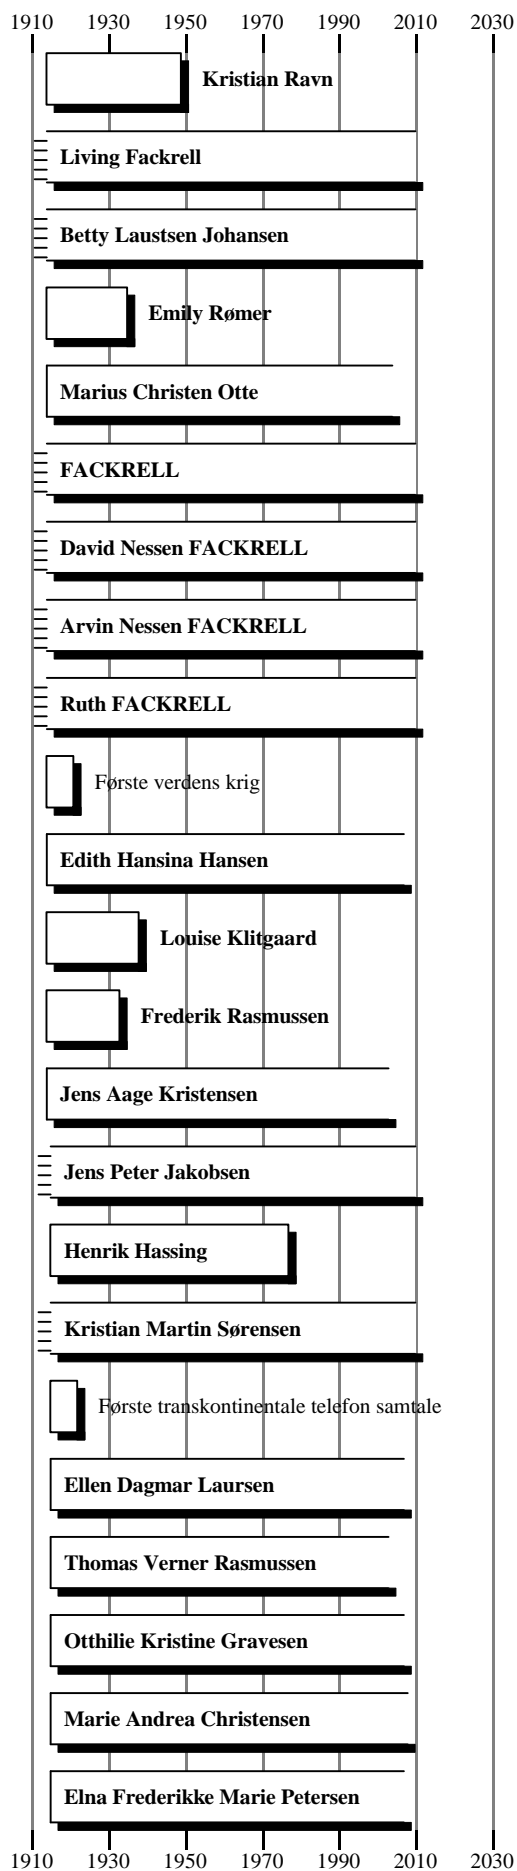 1910 1930 1950 1970 1990 2010 2030
Kristian Ravn
Living Fackrell
Betty Laustsen Johansen
Emily Rømer
Marius Christen Otte
FACKRELL
David Nessen FACKRELL
Arvin Nessen FACKRELL
Ruth FACKRELL
Første verdens krig
Edith Hansina Hansen
Louise Klitgaard
Frederik Rasmussen
Jens Aage Kristensen
Jens Peter Jakobsen
Henrik Hassing
Kristian Martin Sørensen
Første transkontinentale telefon samtale
Ellen Dagmar Laursen
Thomas Verner Rasmussen
Otthilie Kristine Gravesen
Marie Andrea Christensen
Elna Frederikke Marie Petersen
1910 1930 1950 1970 1990 2010 2030